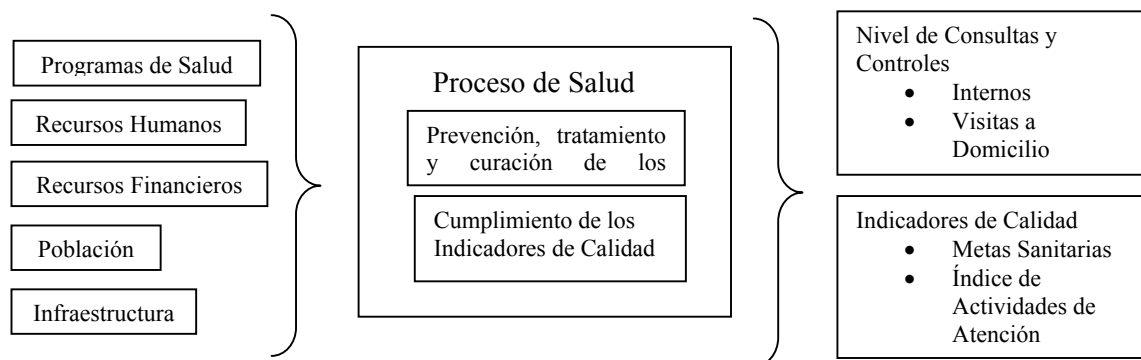 Programas de Salud
Recursos Humanos
Recursos Financieros
Población
Infraestructura
Proceso de Salud
Prevención, tratamiento
y curación de los
Cumplimiento de los
Indicadores de Calidad
Nivel de Consultas y
Controles
• Internos
• Visitas a
Domicilio
Indicadores de Calidad
• Metas Sanitarias
• Índice de
Actividades de
Atención